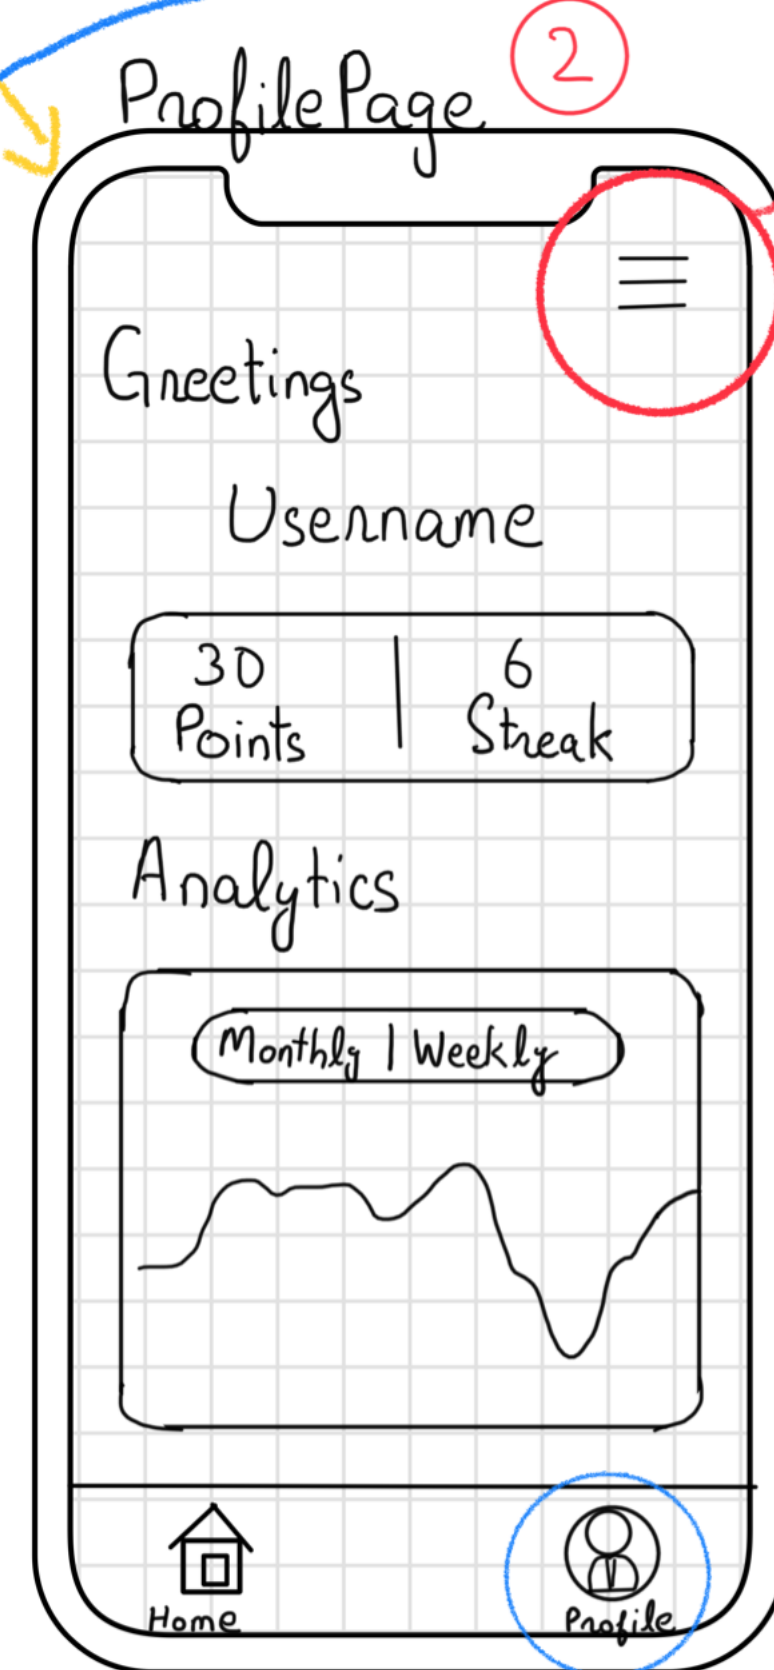 Profile Page
2
Greetings
Username
30 | 6
Points Streak
Analytics
Monthly | Weekly
Home Profile